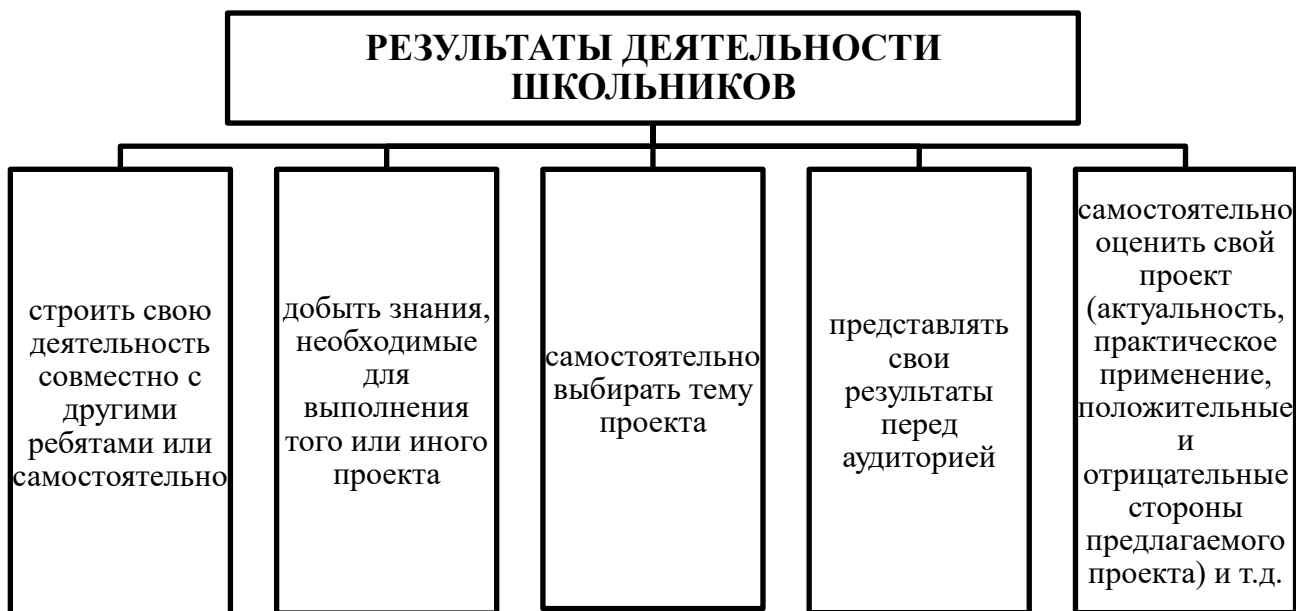 РЕЗУЛЬТАТЫ ДЕЯТЕЛЬНОСТИ
ШКОЛЬНИКОВ
строить свою
деятельность
совместно с
другими
ребятами или
самостоятельно
добыть знания,
необходимые
для
выполнения
того или иного
проекта
самостоятельно
выбирать тему
проекта
представлять
свои
результаты
перед
аудиторией
самостоятельно
оценить свой
проект
(актуальность,
практическое
применение,
положительные
и
отрицательные
стороны
предлагаемого
проекта) и т.д.